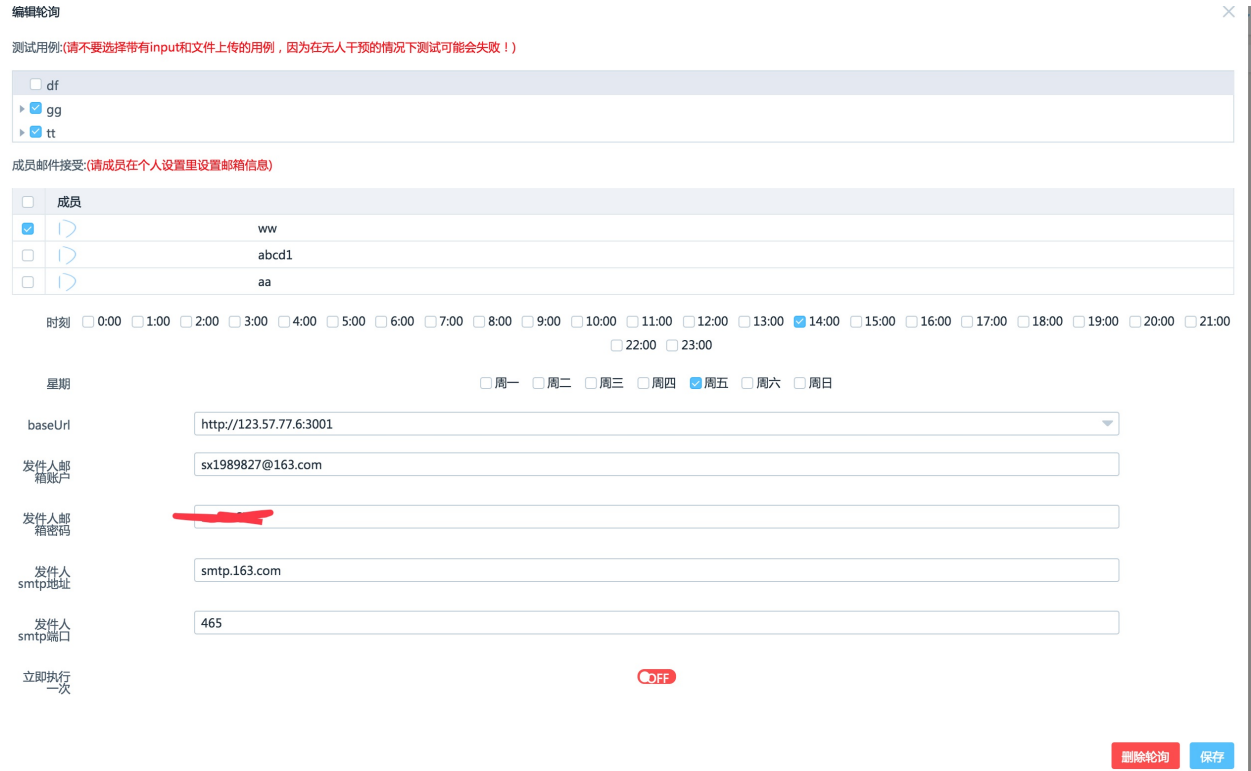 编辑轮询
测试用例:(请不要选择带有input和文件上传的用例，因为在无人干预的情况下测试可能会失败！)
df
gg
tt
成员邮件接受:(请成员在个人设置里设置邮箱信息)
成员
ww
abcd1
aa
时刻 0:00 1:00 2:00 3:00 4:00 5:00 6:00 7:00 8:00 9:00 10:00 11:00 12:00 13:00 14:00 15:00 16:00 17:00 18:00 19:00 20:00 21:00
22:00 23:00
星期 周一 周二 周三 周四 周五 周六 周日
baseUrl http://123.57.77.6:3001
发件人邮
箱账户
sx1989827@163.com
发件人邮
箱密码
发件人
smtp地址
smtp.163.com
发件人
smtp端口
465
立即执行
一次
OFF
删除轮询 保存